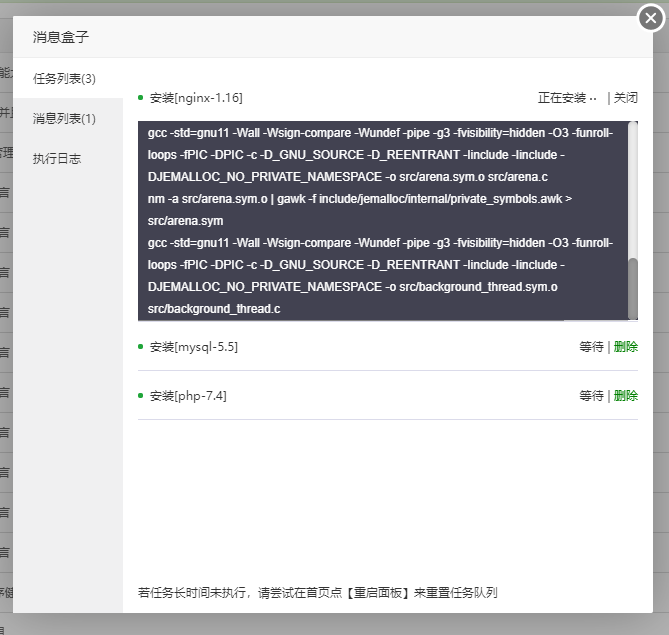 消息盒子
任务列表(3)
消息列表(1)
执行日志
安装[nginx-1.16] 正在安装 ·· | 关闭
gcc -std=gnu11 -Wall -Wsign-compare -Wundef -pipe -g3 -fvisibility=hidden -O3 -funroll-
loops -fPIC -DPIC -c -D_GNU_SOURCE -D_REENTRANT -Iinclude -Iinclude -
DJEMALLOC_NO_PRIVATE_NAMESPACE -o src/arena.sym.o src/arena.c
nm -a src/arena.sym.o | gawk -f include/jemalloc/internal/private_symbols.awk >
src/arena.sym
gcc -std=gnu11 -Wall -Wsign-compare -Wundef -pipe -g3 -fvisibility=hidden -O3 -funroll-
loops -fPIC -DPIC -c -D_GNU_SOURCE -D_REENTRANT -Iinclude -Iinclude -
DJEMALLOC_NO_PRIVATE_NAMESPACE -o src/background_thread.sym.o
src/background_thread.c
安装[mysql-5.5] 等待 | 删除
安装[php-7.4] 等待 | 删除
若任务长时间未执行，请尝试在首页点【重启面板】来重置任务队列